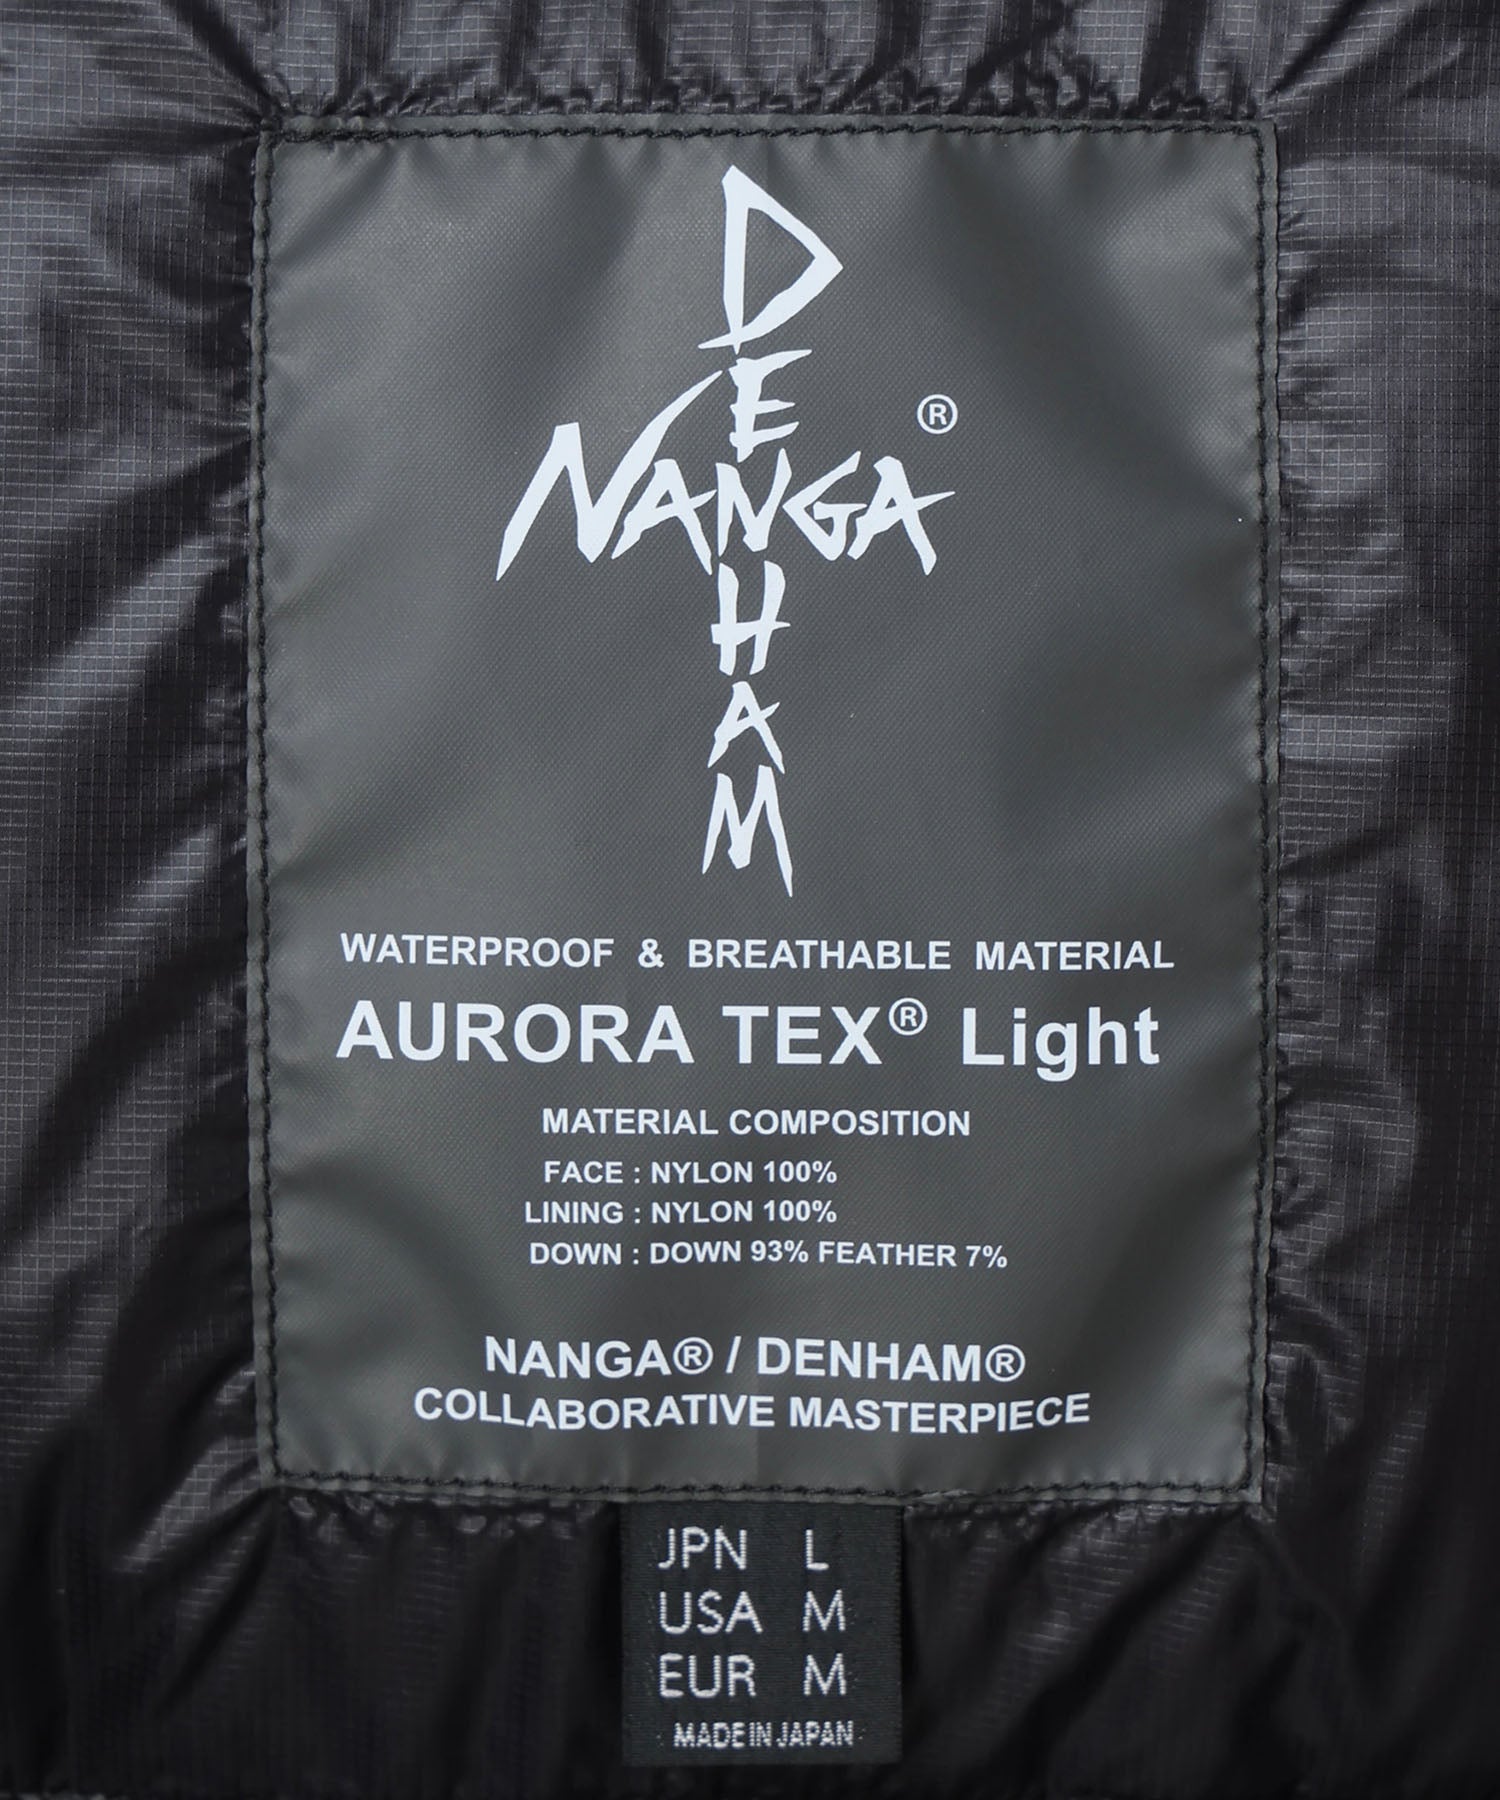 DENHAM
NANGA®
WATERPROOF & BREATHABLE MATERIAL
AURORA TEX® Light
MATERIAL COMPOSITION
FACE : NYLON 100%
LINING : NYLON 100%
DOWN : DOWN 93% FEATHER 7%
NANGA® / DENHAM®
COLLABORATIVE MASTERPIECE
JPN L
USA M
EUR M
MADE IN JAPAN